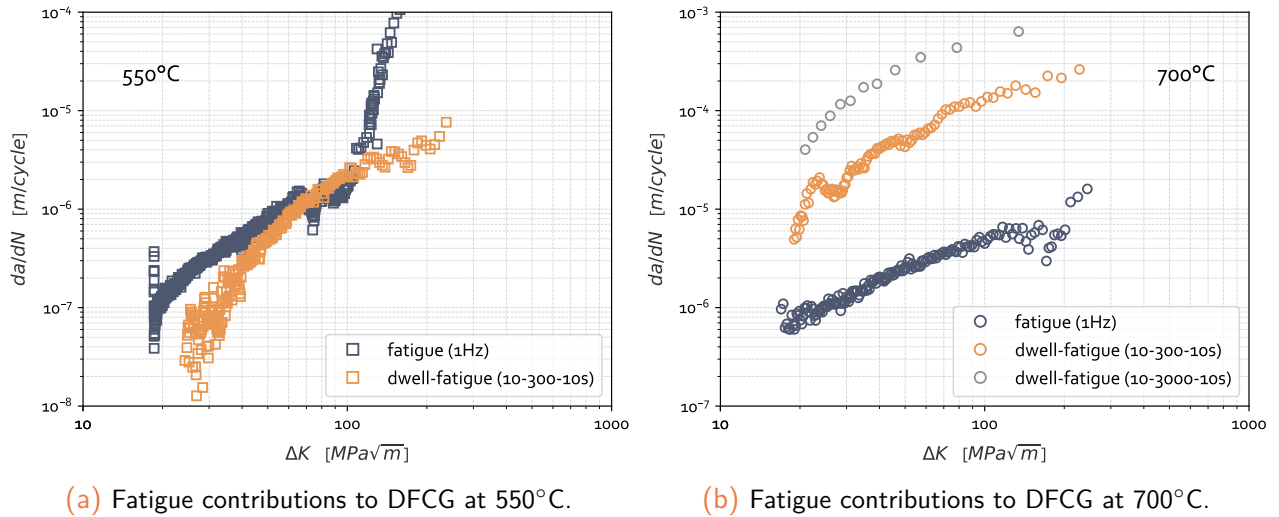 10⁻⁴
10⁻⁵
10⁻⁶
10⁻⁷
10⁻⁸
da/dN [m/cycle]
550°C
fatigue (1Hz)
dwell-fatigue (10-300-10s)
10
100
1000
ΔK [MPa√m]
(a) Fatigue contributions to DFCG at 550°C.
10⁻³
10⁻⁴
10⁻⁵
10⁻⁶
10⁻⁷
da/dN [m/cycle]
700°C
fatigue (1Hz)
dwell-fatigue (10-300-10s)
dwell-fatigue (10-3000-10s)
10
100
1000
ΔK [MPa√m]
(b) Fatigue contributions to DFCG at 700°C.